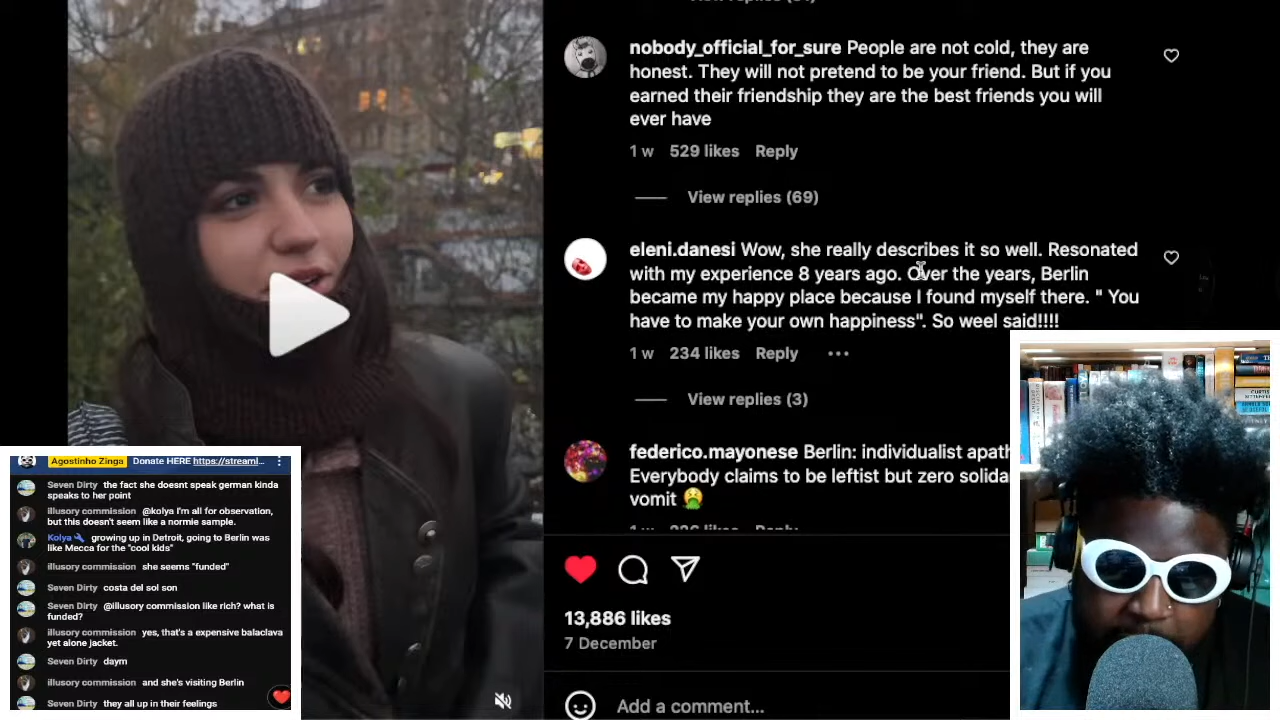 nobody_official_for_sure People are not cold, they are
honest. They will not pretend to be your friend. But if you
earned their friendship they are the best friends you will
ever have
1 w 529 likes Reply
View replies (69)
eleni.danesi Wow, she really describes it so well. Resonated
with my experience 8 years ago. Over the years, Berlin
became my happy place because I found myself there. " You
have to make your own happiness". So weel said!!!!
1 w 234 likes Reply
View replies (3)
federico.mayonese Berlin: individualist apath
Everybody claims to be leftist but zero solida
vomit 🤮
13,886 likes
7 December
Add a comment...
Agostinho Zinga Donate HERE https://streaml...
Seven Dirty the fact she doesnt speak german kinda
speaks to her point
illusory commission @kolya I'm all for observation,
but this doesn't seem like a normie sample.
Kolya growing up in Detroit, going to Berlin was
like Mecca for the "cool kids"
illusory commission she seems "funded"
Seven Dirty costa del sol son
Seven Dirty @illusory commission like rich? what is
funded?
illusory commission yes, that's a expensive balaclava
yet alone jacket.
Seven Dirty daym
illusory commission and she's visiting Berlin
Seven Dirty they all up in their feelings